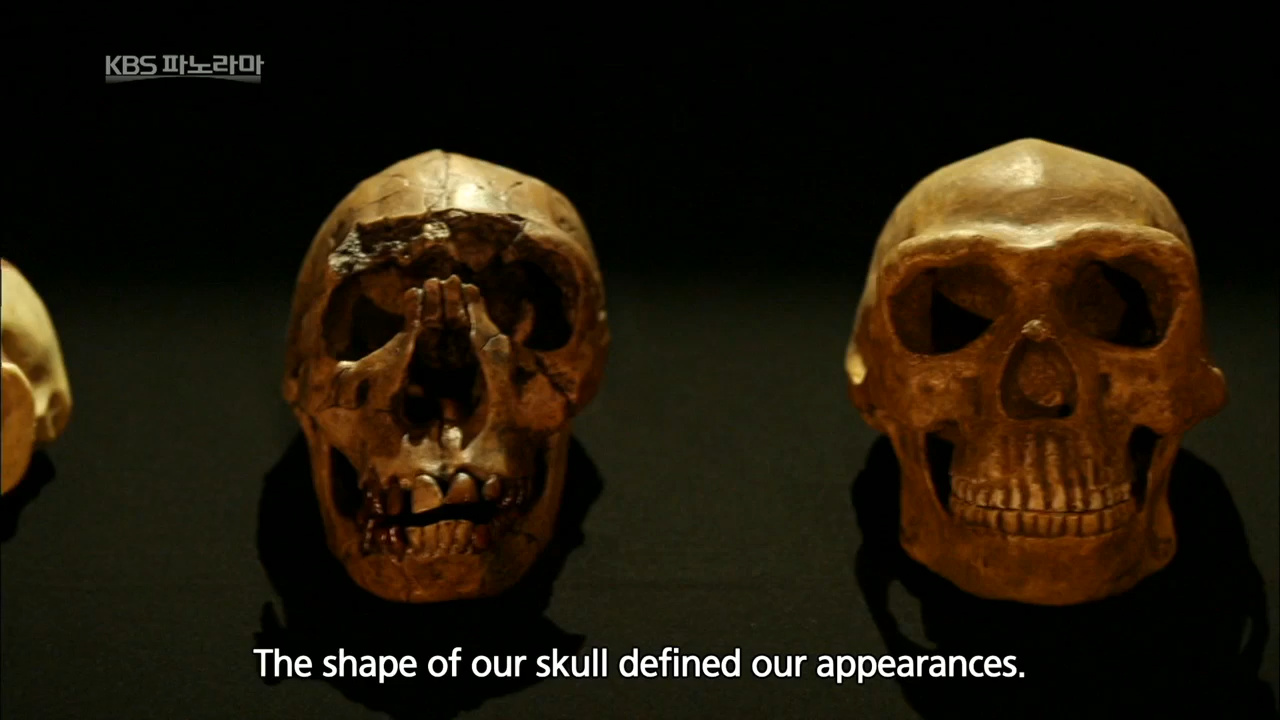 KBS 파노라마
The shape of our skull defined our appearances.